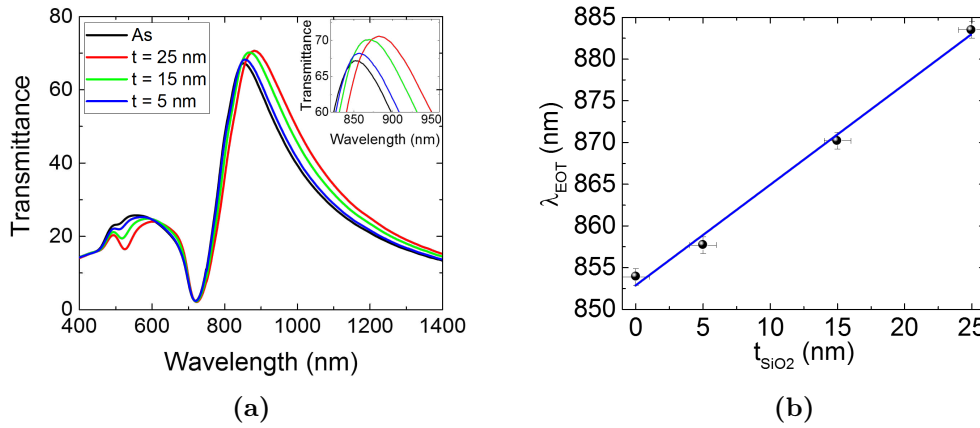 80
70
60
40
20
0
Transmittance
As
t = 25 nm
t = 15 nm
t = 5 nm
Transmittance
70
65
60
850
900
950
Wavelength (nm)
400
600
800
1000
1200
1400
Wavelength (nm)
(a)
885
880
875
870
865
860
855
850
λEOT (nm)
0
5
10
15
20
25
tSiO2 (nm)
(b)